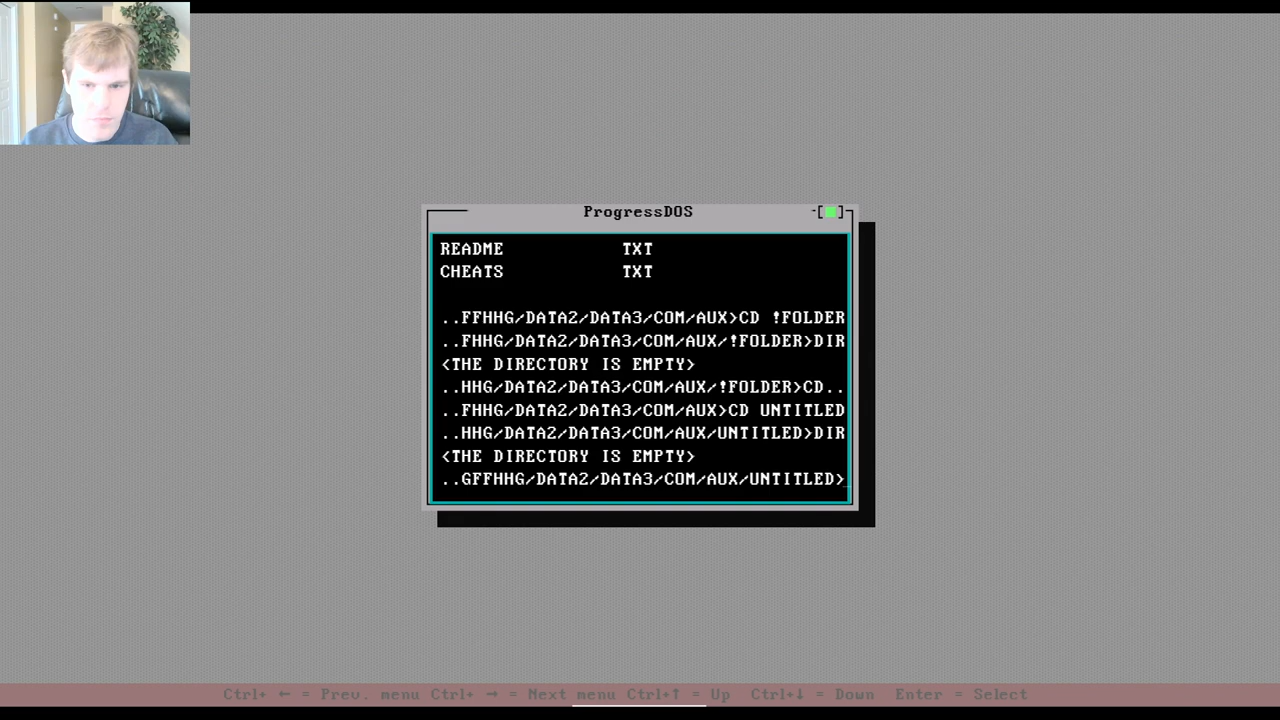 ProgressDOS
README TXT
CHEATS TXT
..FFHHG/DATA2/DATA3/COM/AUX>CD !FOLDER
..FHHG/DATA2/DATA3/COM/AUX/!FOLDER>DIR
<THE DIRECTORY IS EMPTY>
..HHG/DATA2/DATA3/COM/AUX/!FOLDER>CD..
..FHHG/DATA2/DATA3/COM/AUX>CD UNTITLED
..HHG/DATA2/DATA3/COM/AUX/UNTITLED>DIR
<THE DIRECTORY IS EMPTY>
..GFFHHG/DATA2/DATA3/COM/AUX/UNTITLED>_
Ctrl+ ← = Prev. menu Ctrl+ → = Next menu Ctrl+↑ = Up Ctrl+↓ = Down Enter = Select